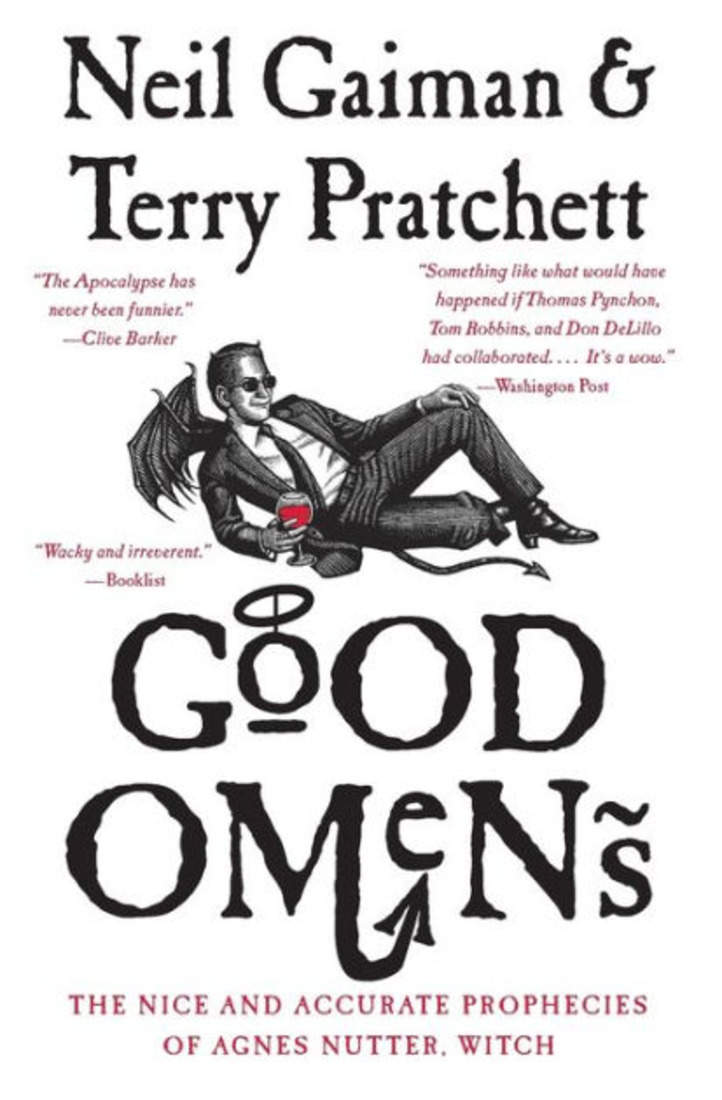 Neil Gaiman &
Terry Pratchett
"The Apocalypse has
never been funnier."
—Clive Barker
"Something like what would have
happened if Thomas Pynchon,
Tom Robbins, and Don DeLillo
had collaborated.... It's a wow."
—Washington Post
"Wacky and irreverent."
—Booklist
GOOD
OMENS
THE NICE AND ACCURATE PROPHECIES
OF AGNES NUTTER, WITCH